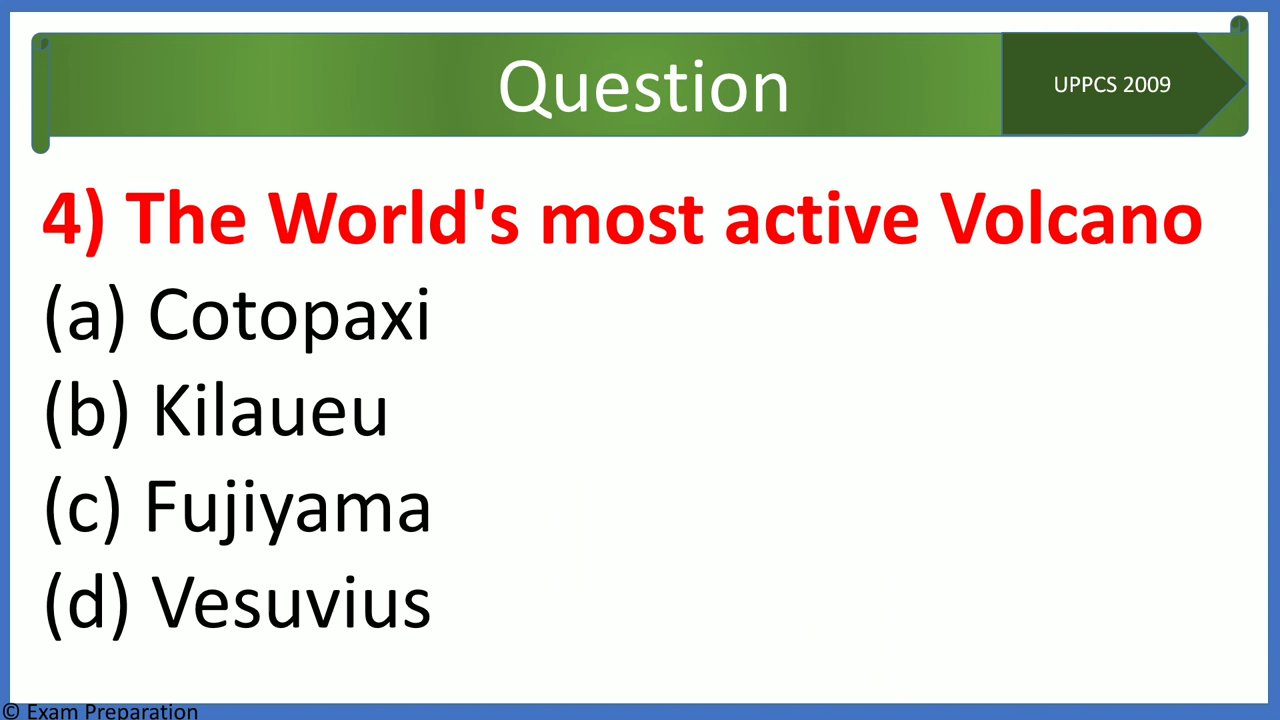 Question
UPPCS 2009
4) The World's most active Volcano
(a) Cotopaxi
(b) Kilaueu
(c) Fujiyama
(d) Vesuvius
© Exam Preparation